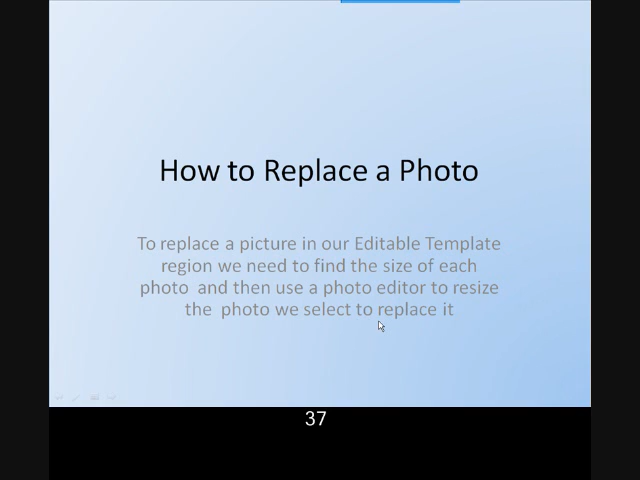 How to Replace a Photo
To replace a picture in our Editable Template
region we need to find the size of each
photo  and then use a photo editor to resize
the  photo we select to replace it
37